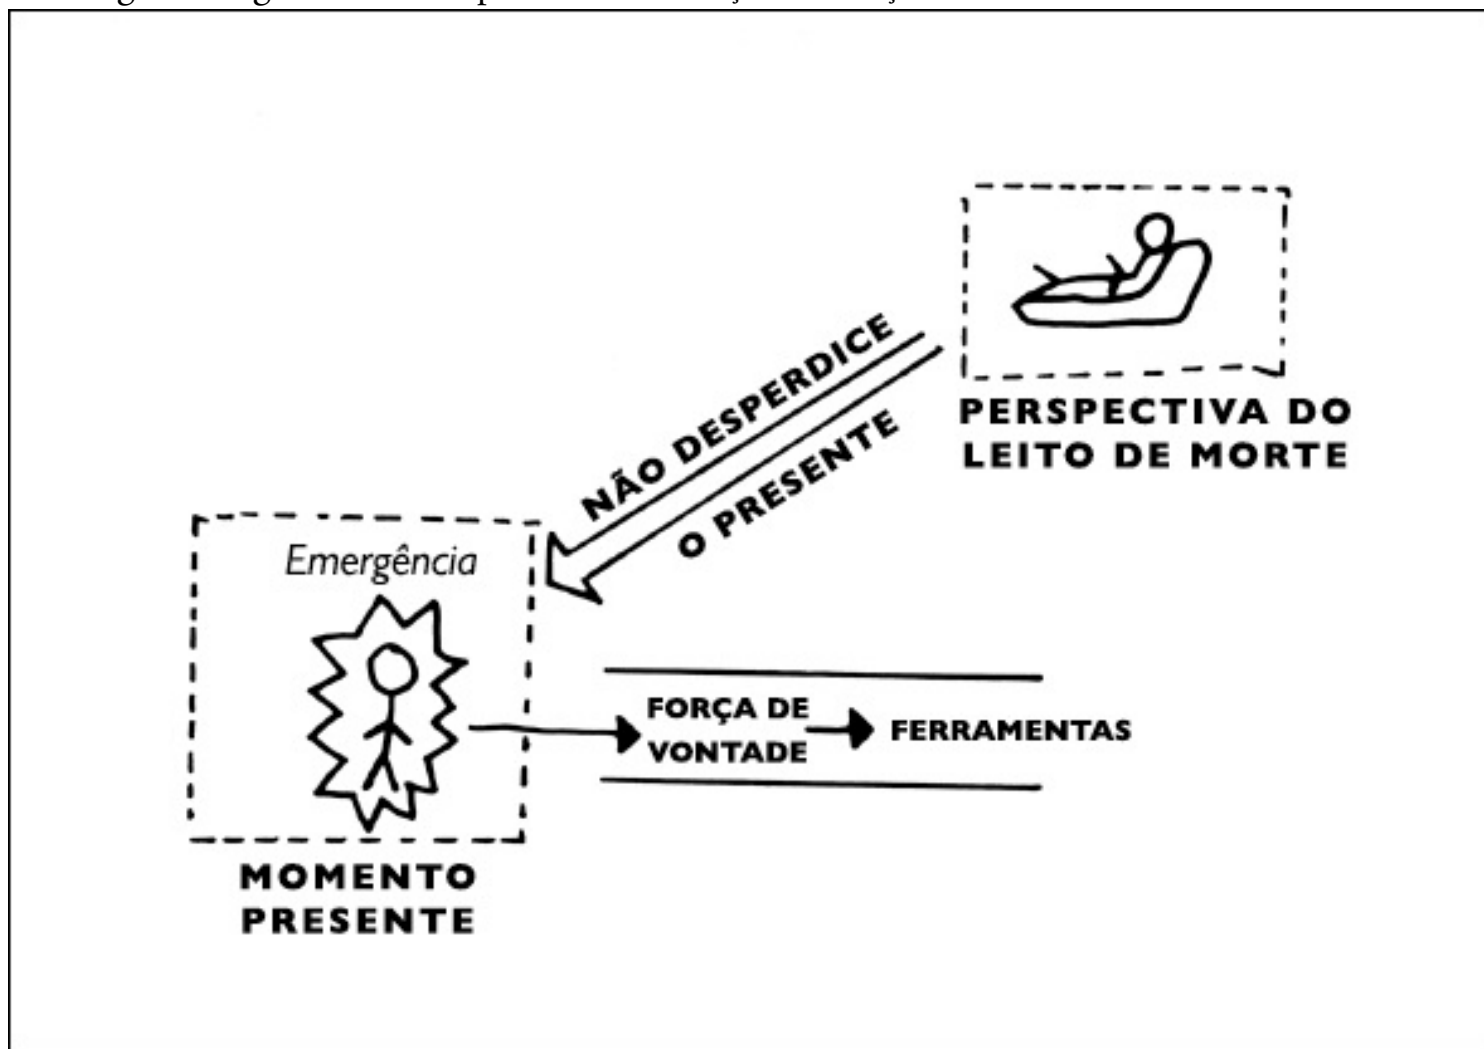 NÃO DESPERDICE
O PRESENTE
PERSPECTIVA DO
LEITO DE MORTE
Emergência
FORÇA DE
VONTADE
FERRAMENTAS
MOMENTO
PRESENTE